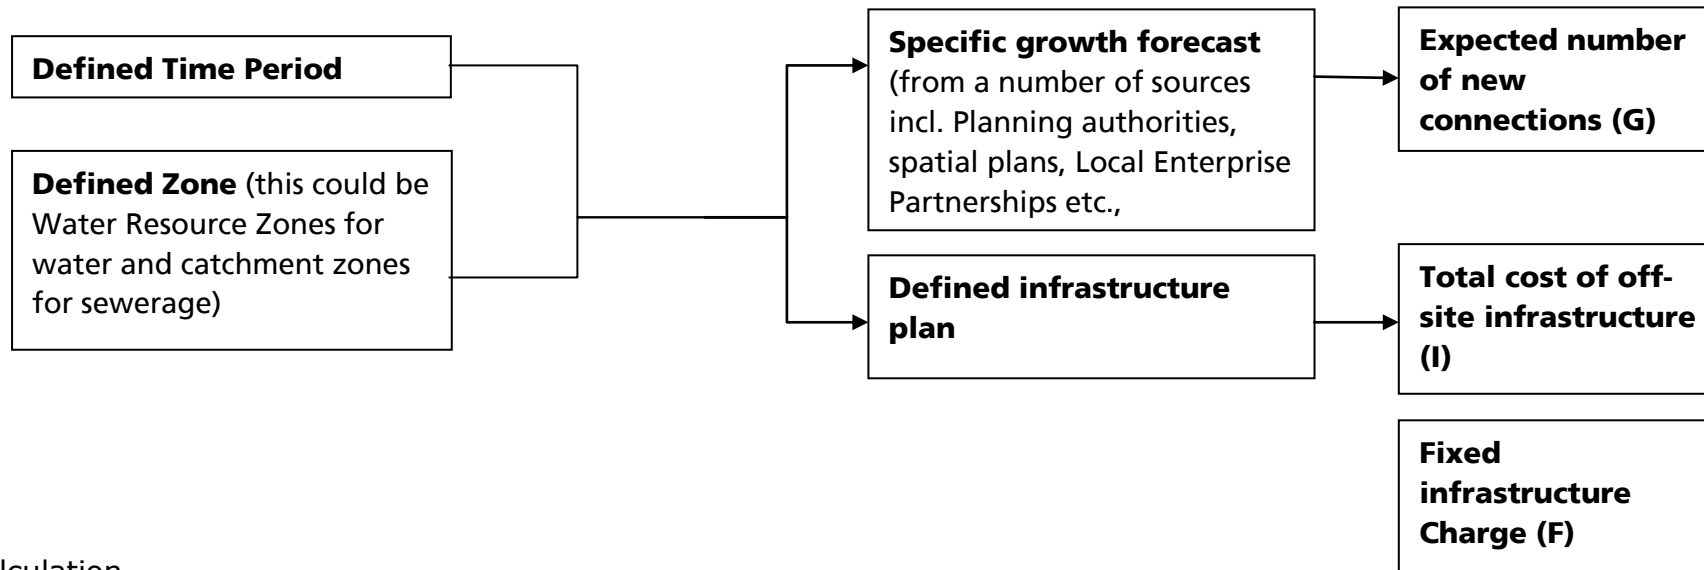 Defined Time Period
Defined Zone (this could be
Water Resource Zones for
water and catchment zones
for sewerage)
Specific growth forecast
(from a number of sources
incl. Planning authorities,
spatial plans, Local Enterprise
Partnerships etc.,
Defined infrastructure
plan
Expected number
of new
connections (G)
Total cost of off-
site infrastructure
(I)
Fixed
infrastructure
Charge (F)
lculation